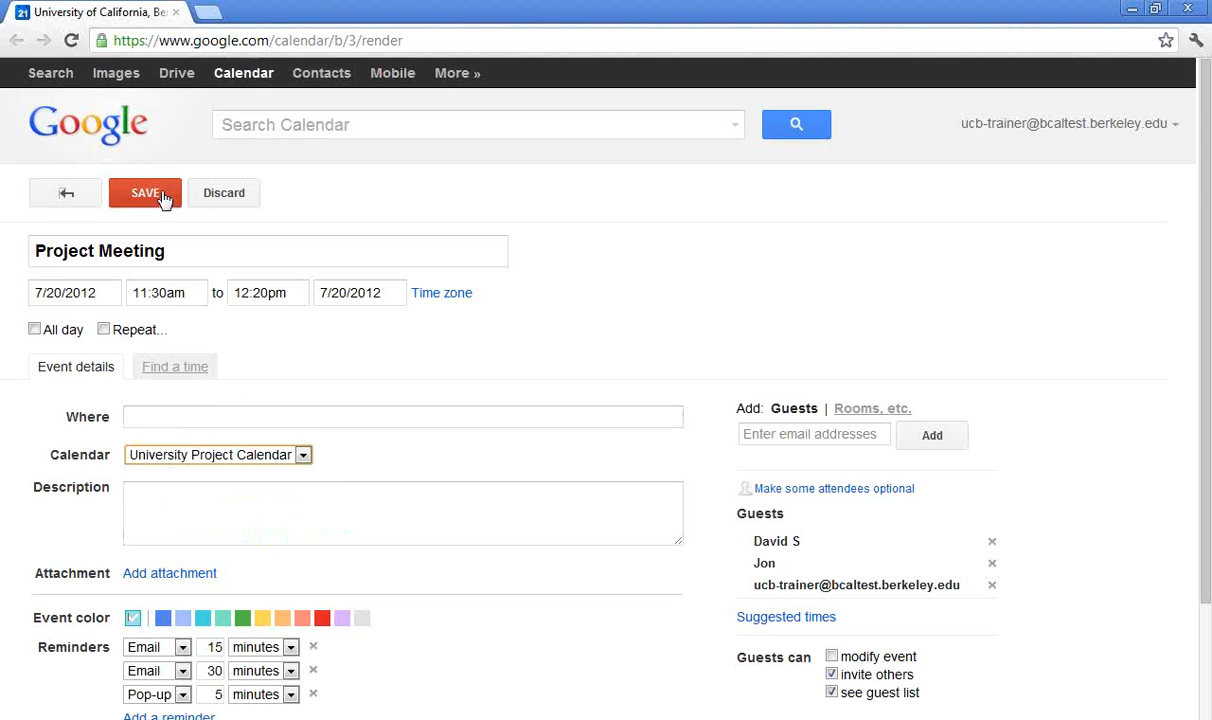 21 University of California, Be
https://www.google.com/calendar/b/3/render
Search Images Drive Calendar Contacts Mobile More »
Google Search Calendar ucb-trainer@bcaltest.berkeley.edu
SAVE Discard
Project Meeting
7/20/2012 11:30am to 12:20pm 7/20/2012 Time zone
All day Repeat...
Event details Find a time
Where
Add: Guests | Rooms, etc.
Enter email addresses Add
Calendar University Project Calendar
Description
Make some attendees optional
Guests
David S
Jon
ucb-trainer@bcaltest.berkeley.edu
Attachment Add attachment
Suggested times
Event color
Reminders Email 15 minutes
Email 30 minutes
Pop-up 5 minutes
Add a reminder
Guests can modify event
invite others
see guest list